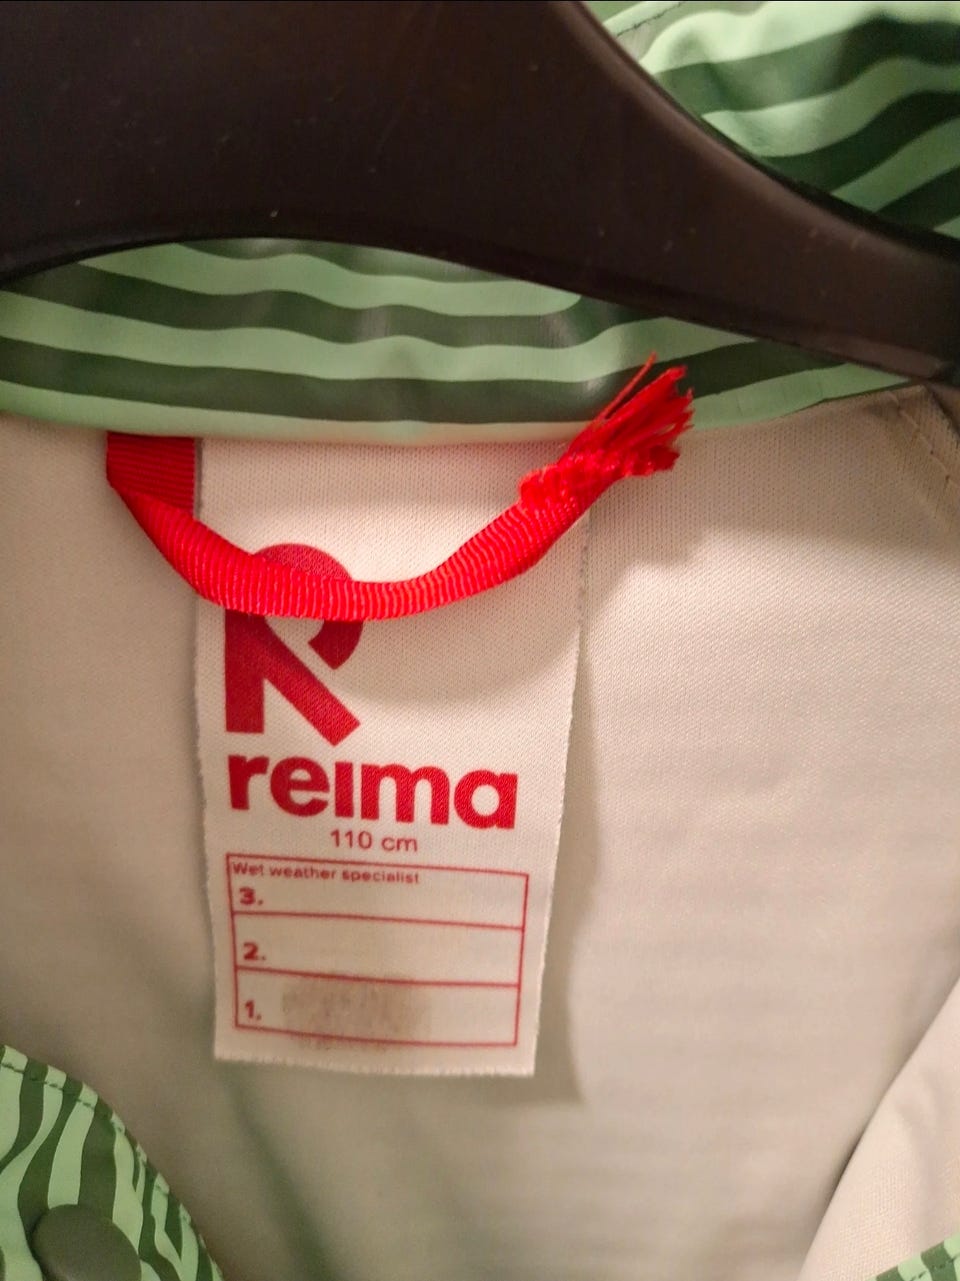 R
reima
110 cm
Wet weather specialist
3.
2.
1.